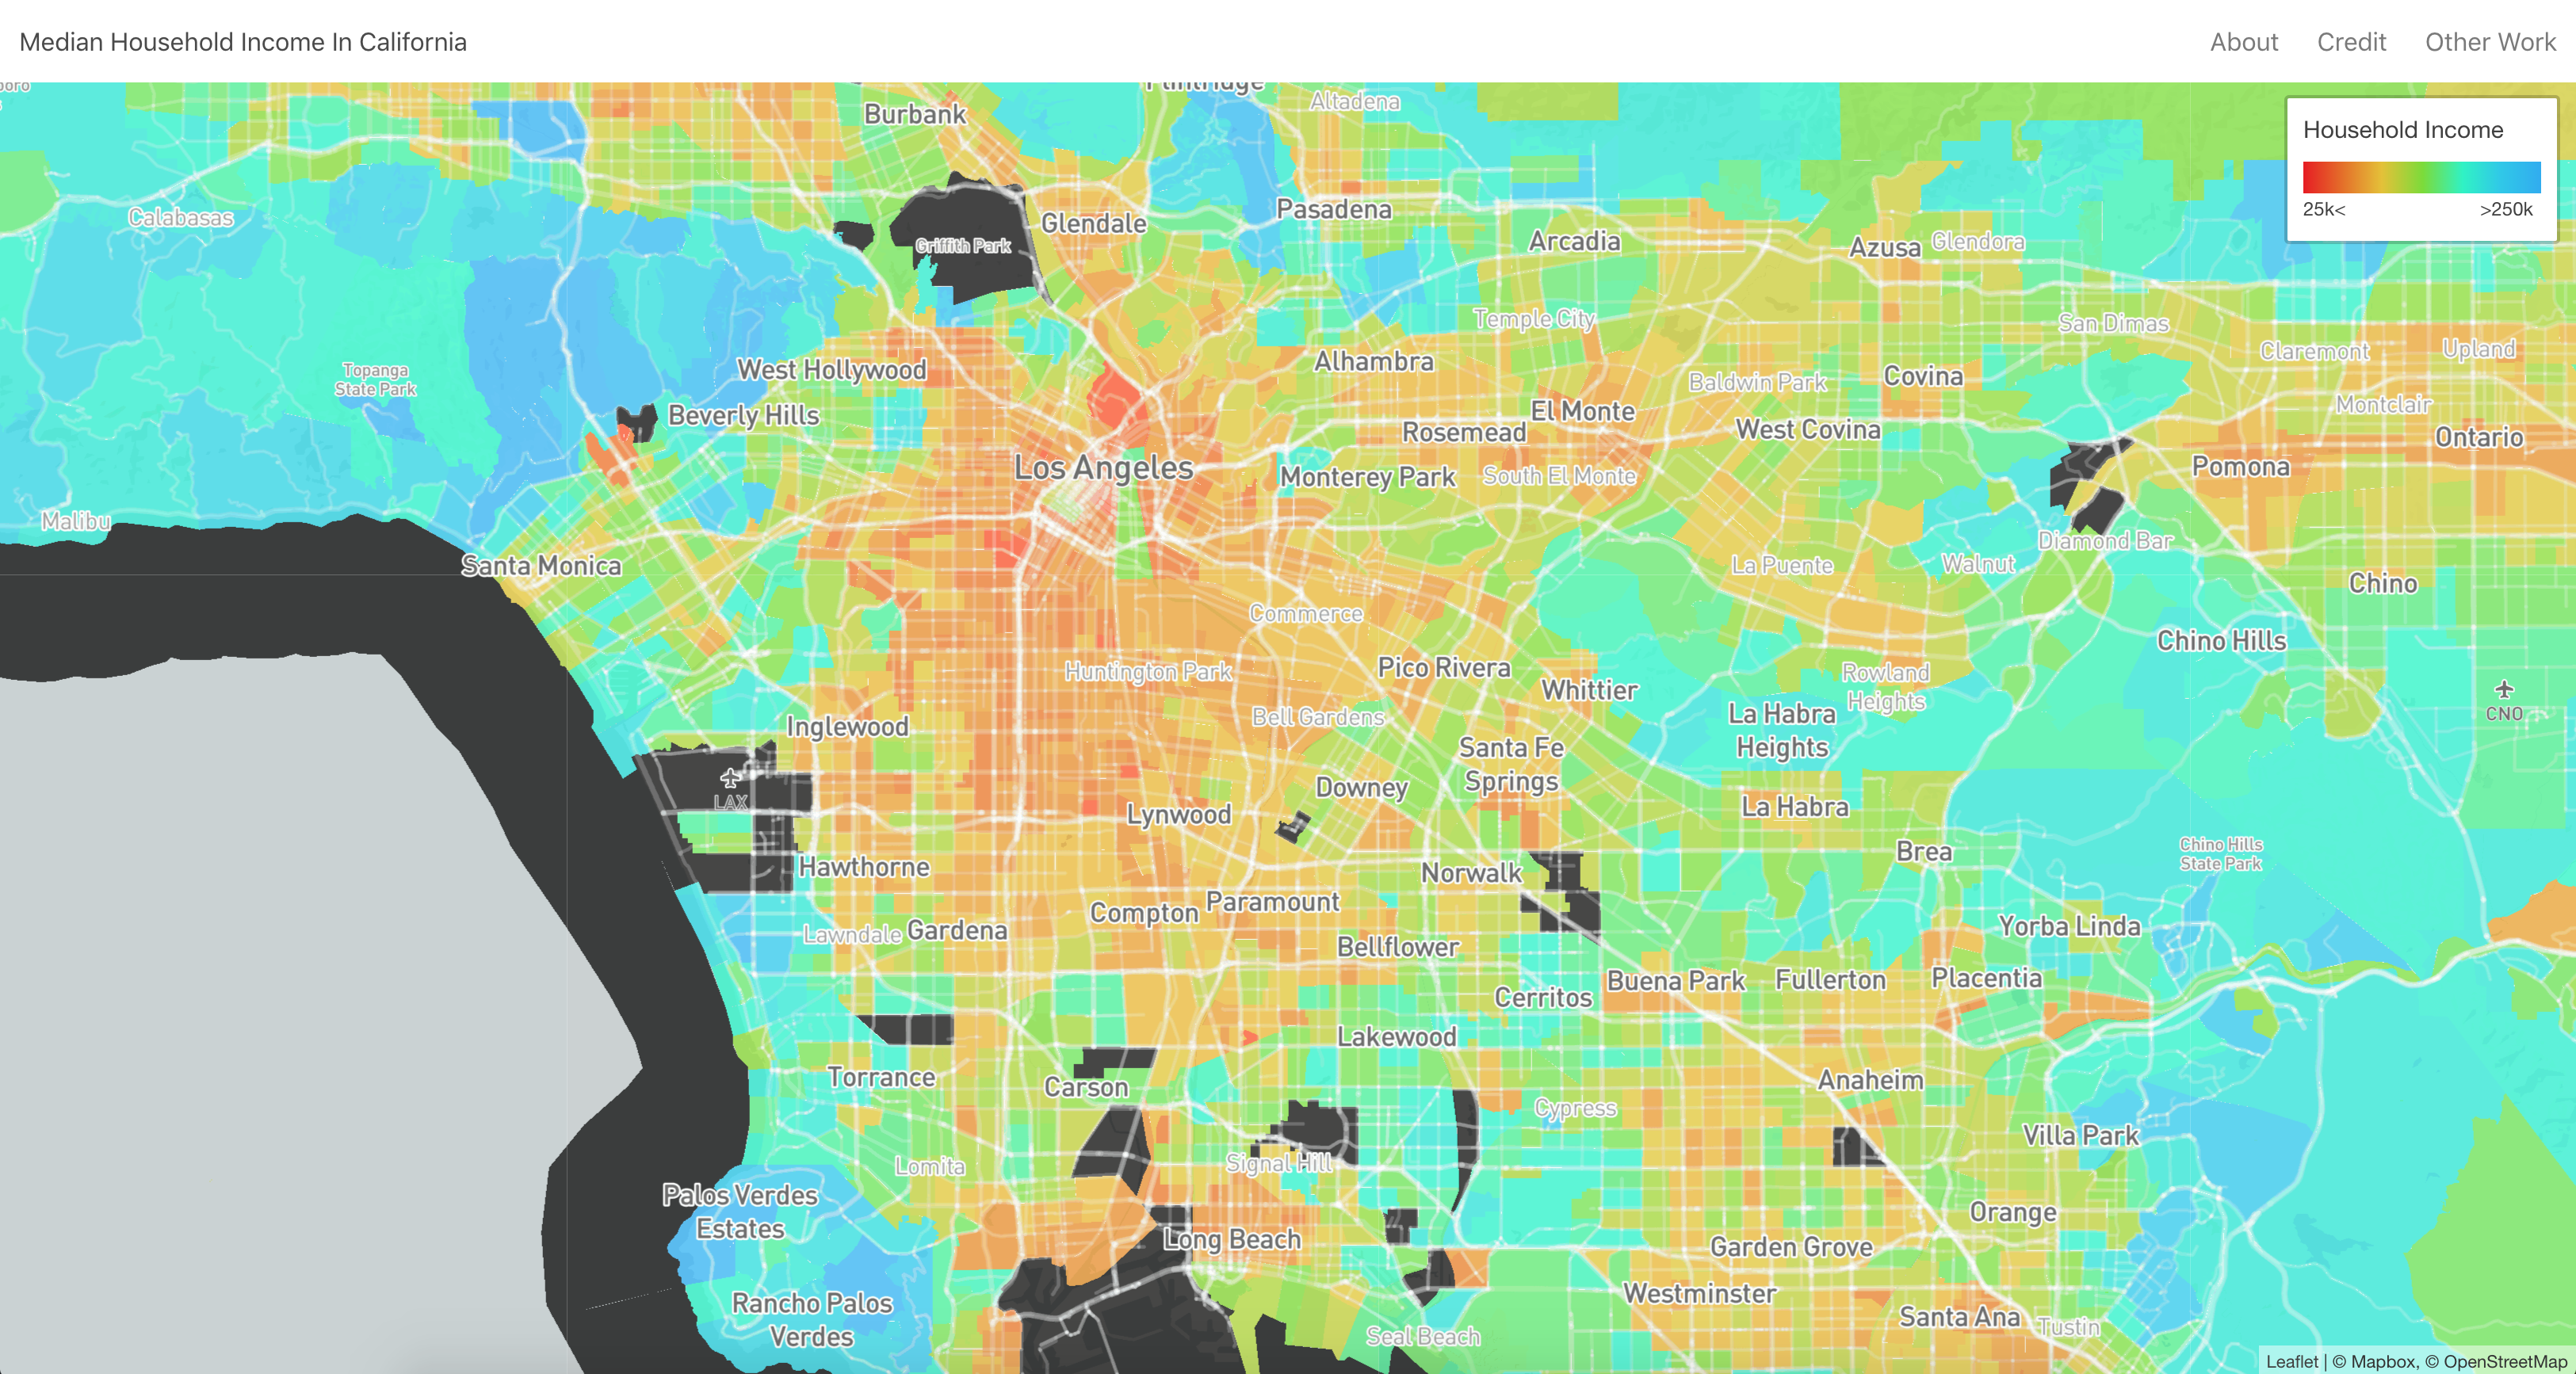 Median Household Income In California
About
Credit
Other Work
Burbank
Altadena
Household Income
25k<
>250k
Calabasas
Griffith Park
Glendale
Pasadena
Arcadia
Azusa
Glendora
Temple City
San Dimas
Topanga
State Park
West Hollywood
Alhambra
Baldwin Park
Covina
Claremont
Upland
Beverly Hills
El Monte
Rosemead
West Covina
Montclair
Ontario
Los Angeles
Monterey Park
South El Monte
Pomona
Malibu
Diamond Bar
Santa Monica
La Puente
Walnut
Chino
Commerce
Chino Hills
Huntington Park
Pico Rivera
Whittier
Rowland
Heights
CNO
Inglewood
Bell Gardens
La Habra
Heights
Santa Fe
Springs
LAX
Downey
Lynwood
La Habra
Hawthorne
Norwalk
Brea
Chino Hills
State Park
Compton
Paramount
Lawndale
Gardena
Bellflower
Yorba Linda
Buena Park
Fullerton
Placentia
Cerritos
Lakewood
Torrance
Carson
Anaheim
Cypress
Lomita
Signal Hill
Villa Park
Palos Verdes
Estates
Long Beach
Orange
Garden Grove
Rancho Palos
Verdes
Westminster
Santa Ana
Tustin
Seal Beach
Leaflet | © Mapbox, © OpenStreetMap